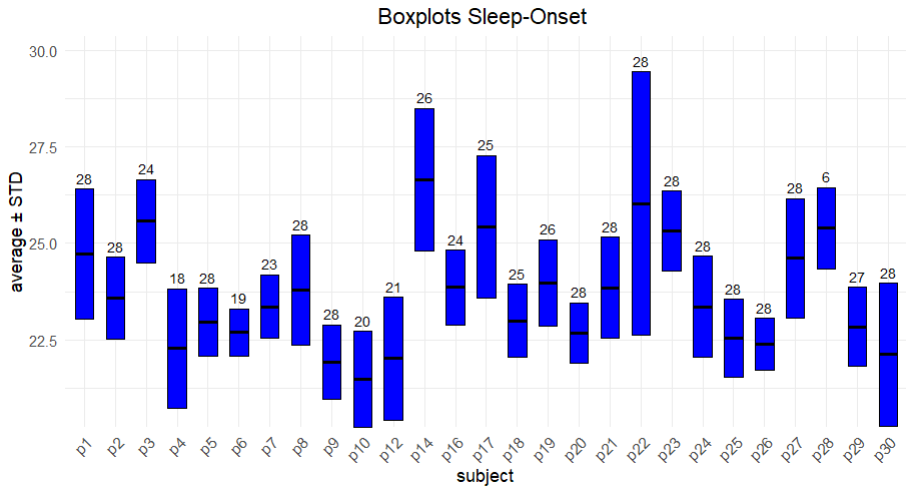 Boxplots Sleep-Onset
average ± STD
30.0
27.5
25.0
22.5
28
28
24
18
28
19
23
28
28
20
21
26
24
25
25
26
28
28
28
28
28
28
28
28
6
27
28
p1
p2
p3
p4
p5
p6
p7
p8
p9
p10
p12
p14
p16
p17
p18
p19
p20
p21
p22
p23
p24
p25
p26
p27
p28
p29
p30
subject